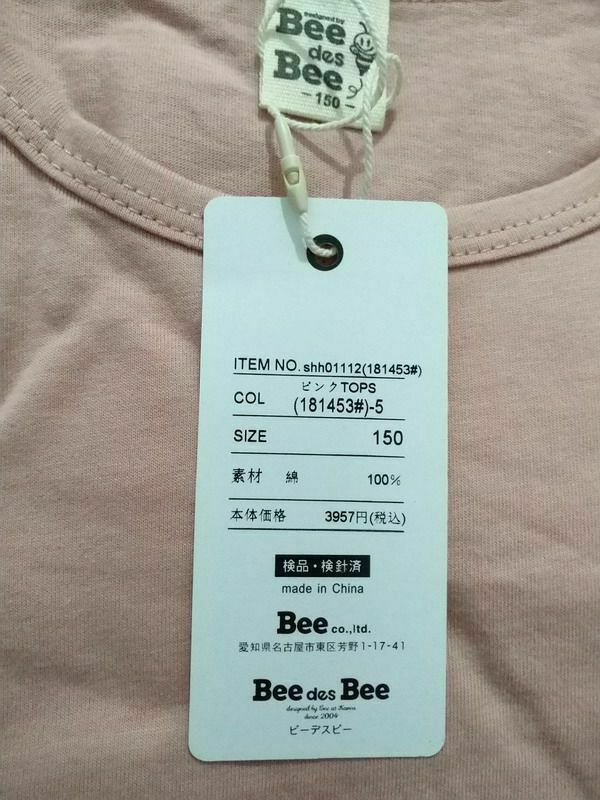 Designed by
Bee
des
Bee
- 150 -
ITEM NO. shh01112(181453#)
ピンクTOPS
COL (181453#)-5
SIZE 150
素材 綿 100%
本体価格 3957円(税込)
検品・検針済
made in China
Bee co.,ltd.
愛知県名古屋市東区芳野1-17-41
Bee des Bee
since 2004
ビーデスビー